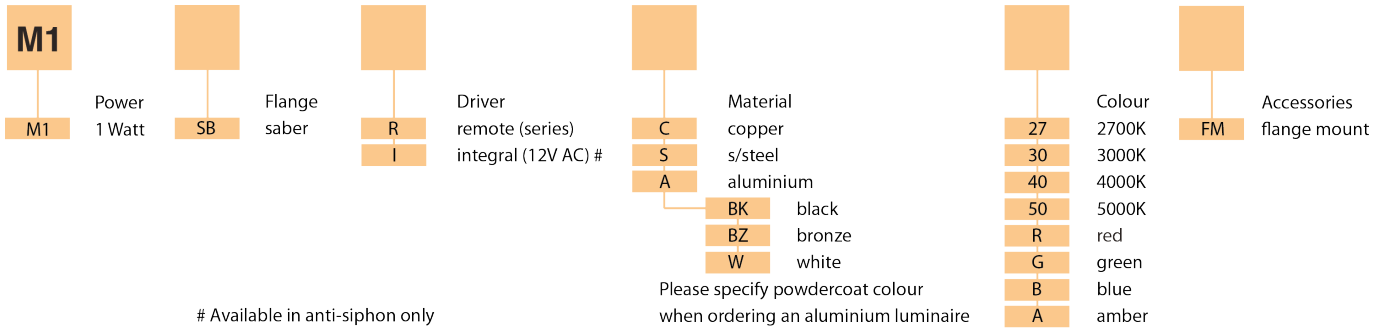 M1
Power Flange Driver Material Colour Accessories
M1 1 Watt SB saber R remote (series) C copper 27 2700K FM flange mount
I integral (12V AC) # S s/steel 30 3000K
A aluminium 40 4000K
BK black 50 5000K
BZ bronze R red
W white G green
Please specify powdercoat colour B blue
# Available in anti-siphon only when ordering an aluminium luminaire A amber